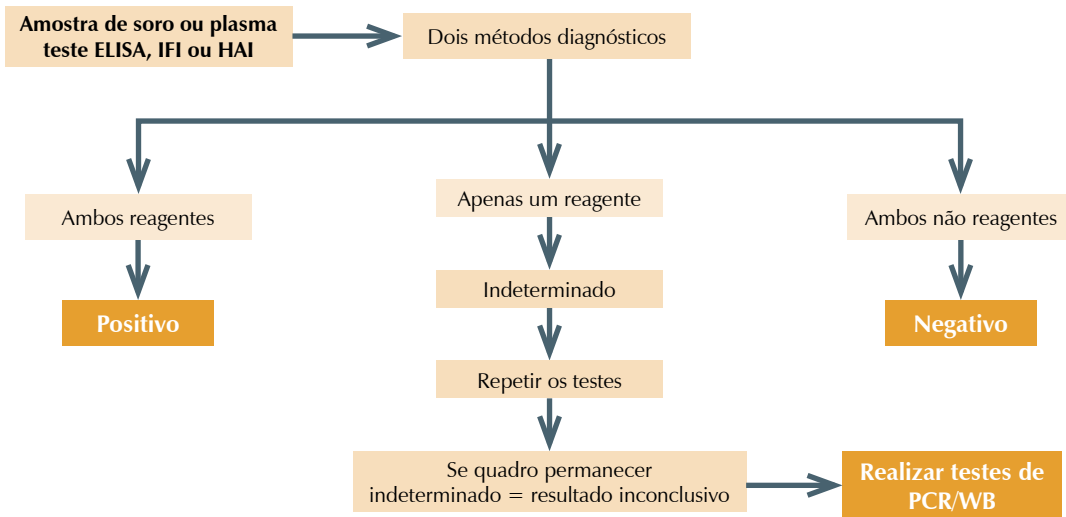 Amostra de soro ou plasma
teste ELISA, IFI ou HAI
Dois métodos diagnósticos
Ambos reagentes
Positivo
Apenas um reagente
Indeterminado
Repetir os testes
Se quadro permanecer
indeterminado = resultado inconclusivo
Realizar testes de
PCR/WB
Ambos não reagentes
Negativo